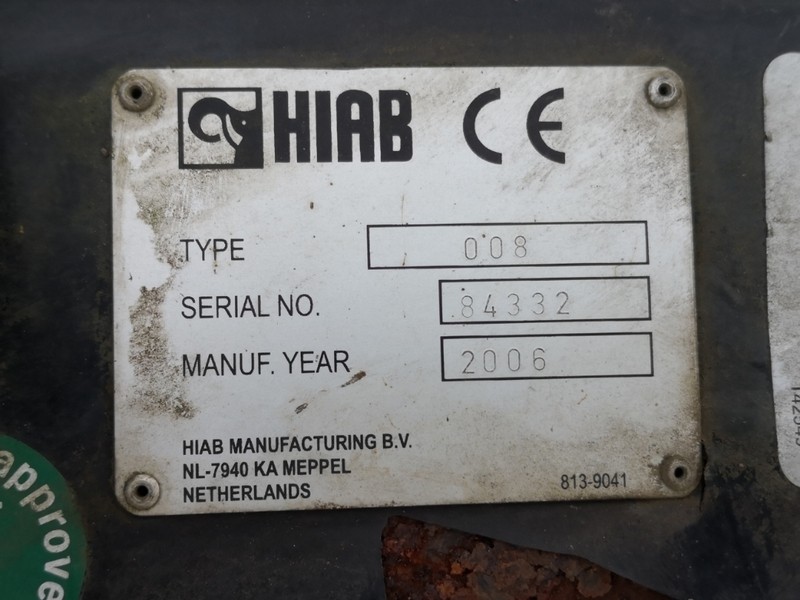 HIAB CE
TYPE 008
SERIAL NO. 84332
MANUF. YEAR 2006
HIAB MANUFACTURING B.V.
NL-7940 KA MEPPEL
NETHERLANDS
813-9041
approve